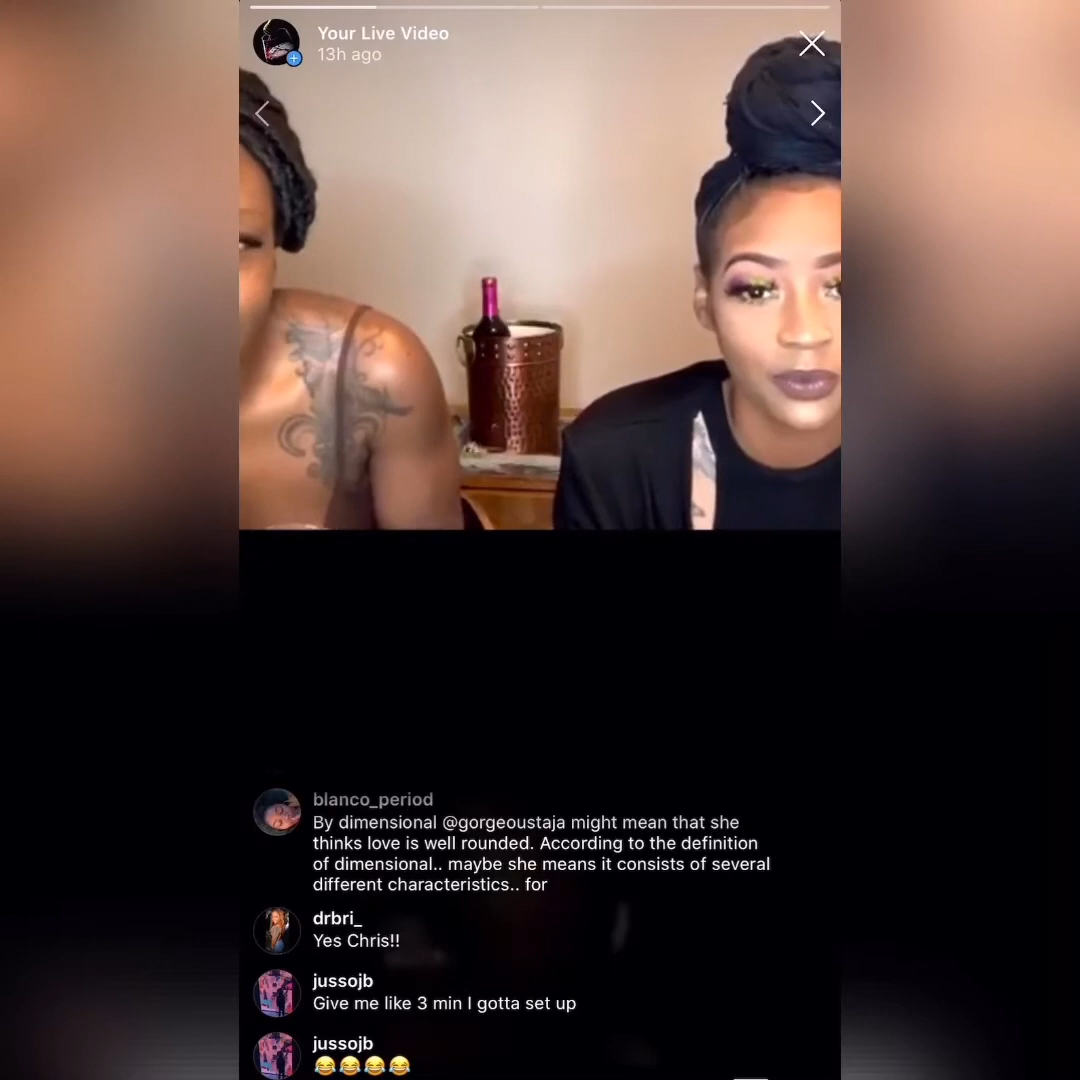 Your Live Video
13h ago
blanco_period
By dimensional @gorgeoustaja might mean that she
thinks love is well rounded. According to the definition
of dimensional.. maybe she means it consists of several
different characteristics.. for
drbri_
Yes Chris!!
jussojb
Give me like 3 min I gotta set up
jussojb
😂😂😂😂